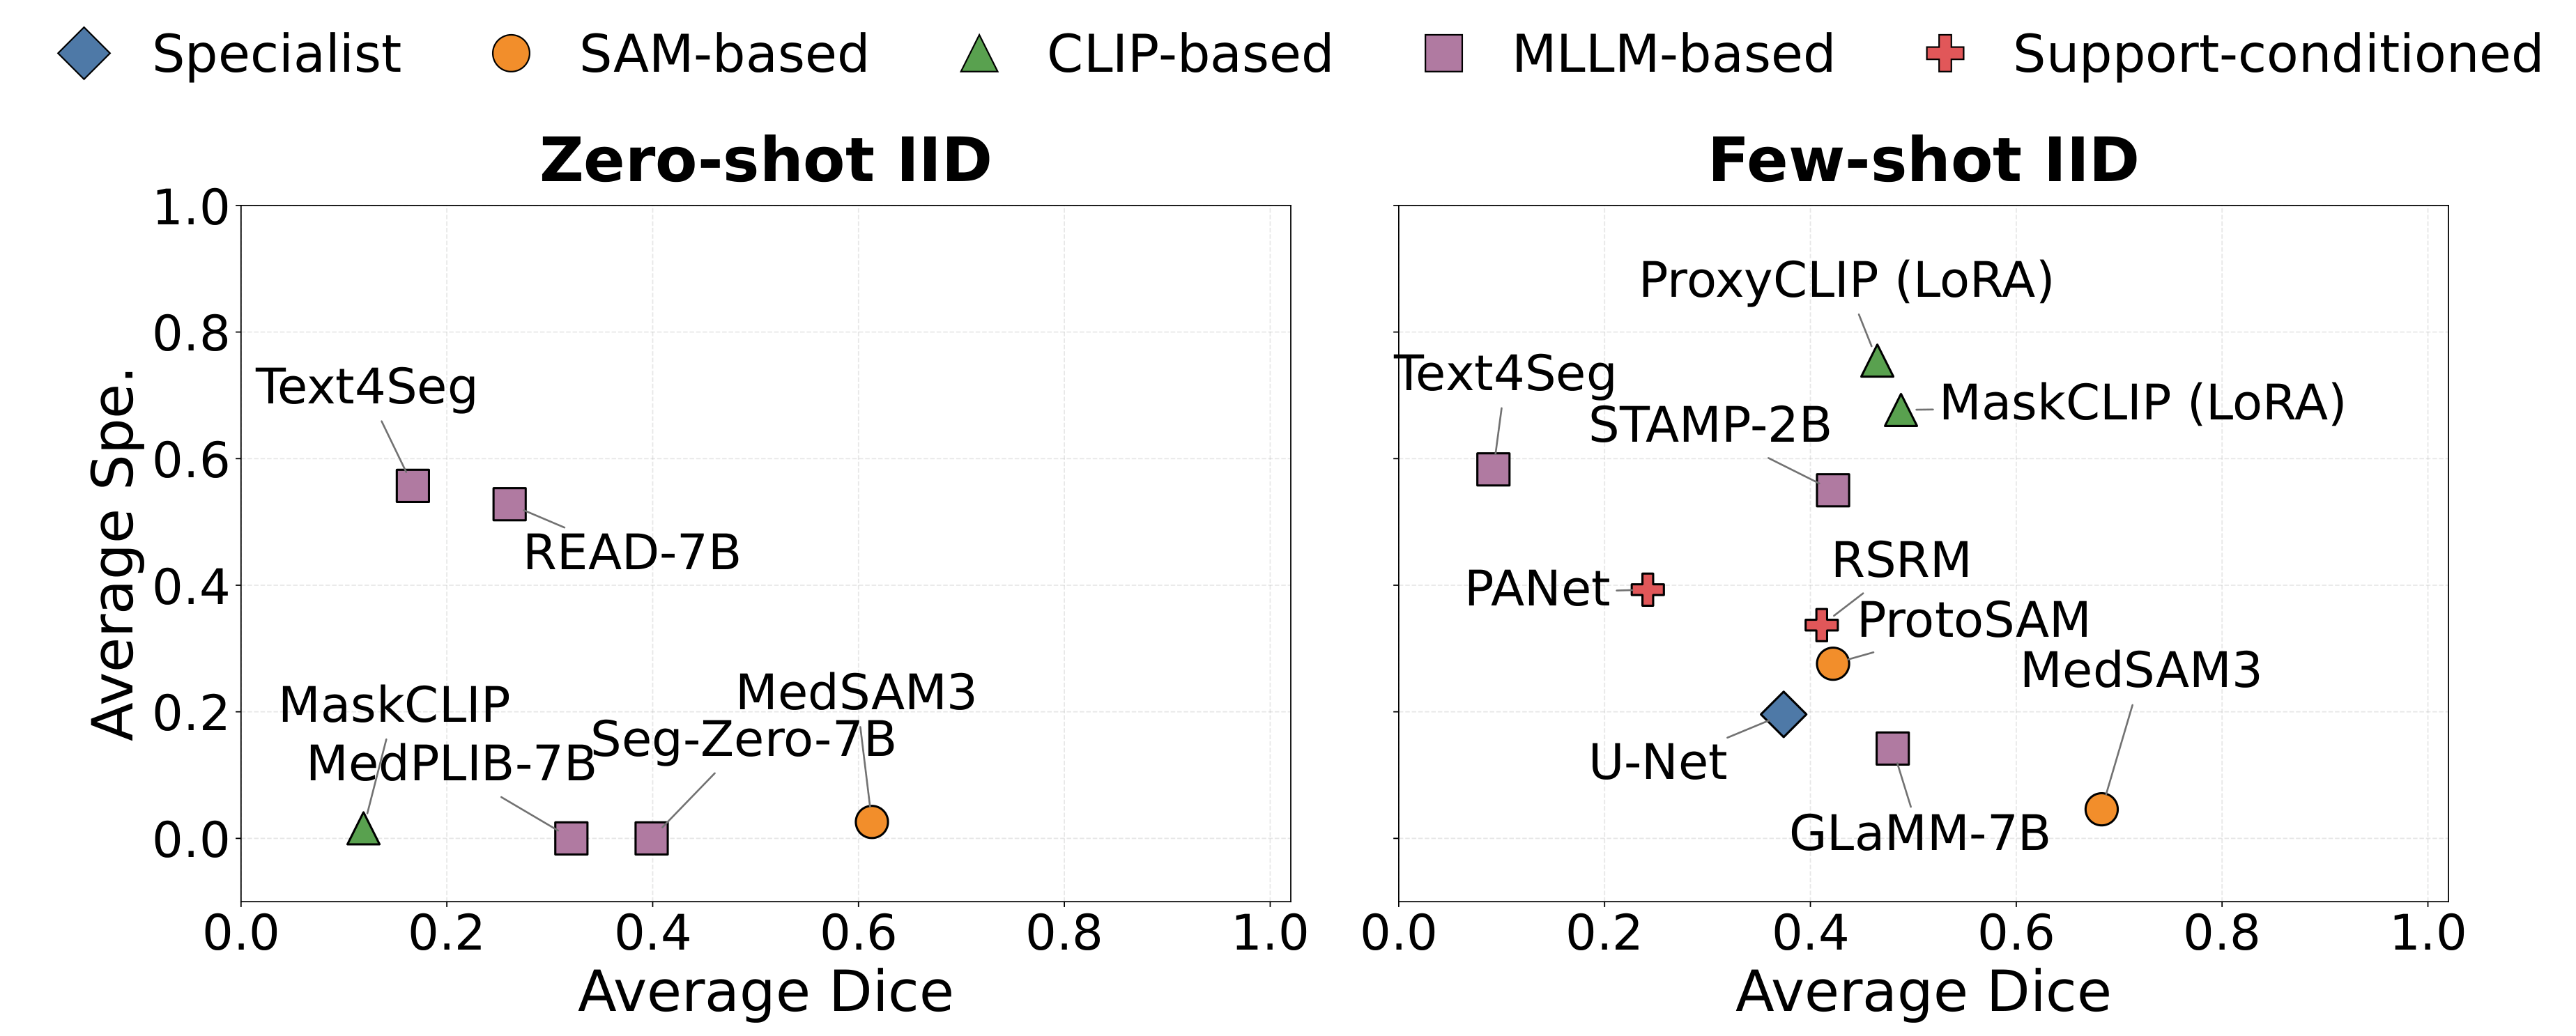 Specialist SAM-based CLIP-based MLLM-based Support-conditioned
Zero-shot IID
Average Spe.
1.0
0.8
0.6
0.4
0.2
0.0
Text4Seg
READ-7B
MedSAM3
MaskCLIP
Seg-Zero-7B
MedPLIB-7B
0.0 0.2 0.4 0.6 0.8 1.0
Average Dice
Few-shot IID
ProxyCLIP (LoRA)
Text4Seg
MaskCLIP (LoRA)
STAMP-2B
RSRM
PANet
ProtoSAM
MedSAM3
U-Net
GLaMM-7B
0.0 0.2 0.4 0.6 0.8 1.0
Average Dice